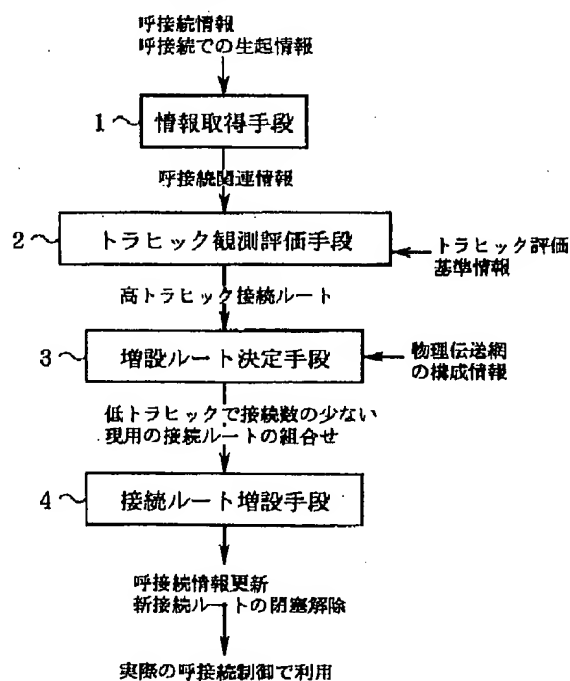 呼接続情報
呼接続での生起情報
1 情報取得手段
呼接続関連情報
2 トラヒック観測評価手段
トラヒック評価
基準情報
高トラヒック接続ルート
3 増設ルート決定手段
物理伝送網
の構成情報
低トラヒックで接続数の少ない
現用の接続ルートの組合せ
4 接続ルート増設手段
呼接続情報更新
新接続ルートの閉塞解除
実際の呼接続制御で利用